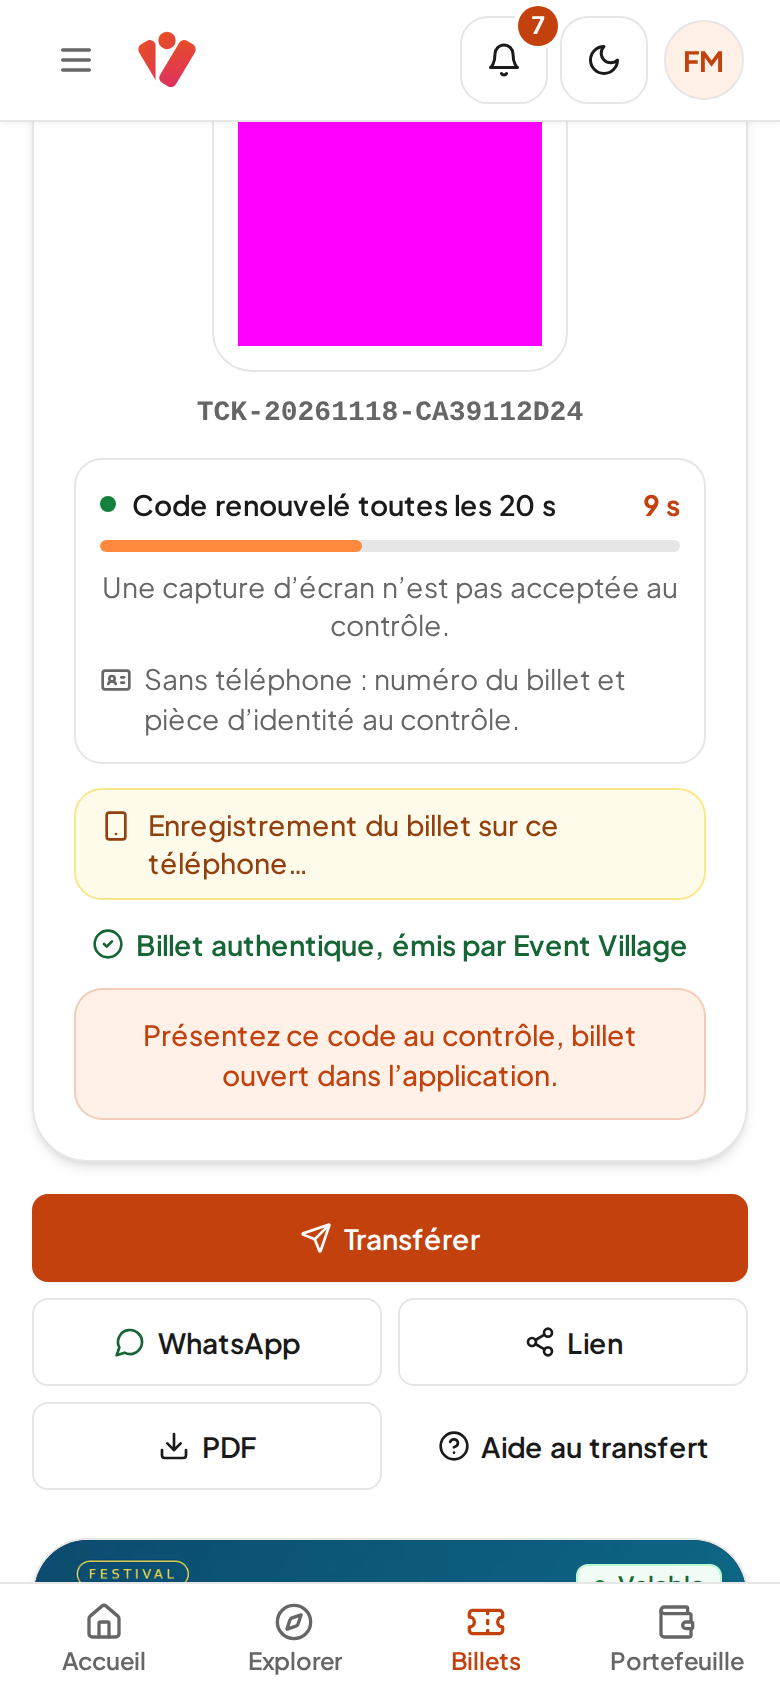 7
FM
TCK-20261118-CA39112D24
Code renouvelé toutes les 20 s
9 s
Une capture d’écran n’est pas acceptée au
contrôle.
Sans téléphone : numéro du billet et
pièce d’identité au contrôle.
Enregistrement du billet sur ce
téléphone…
Billet authentique, émis par Event Village
Présentez ce code au contrôle, billet
ouvert dans l’application.
Transférer
WhatsApp
Lien
PDF
Aide au transfert
FESTIVAL
Accueil
Explorer
Billets
Portefeuille